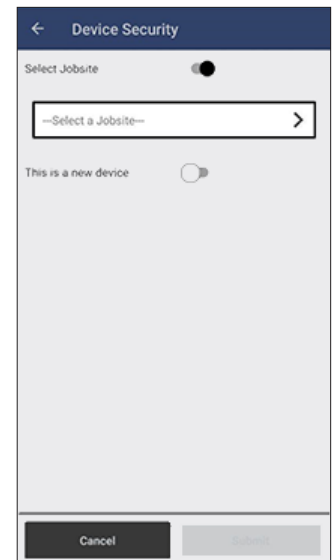 Device Security
Select Jobsite
---Select a Jobsite---
This is a new device
Cancel
Submit